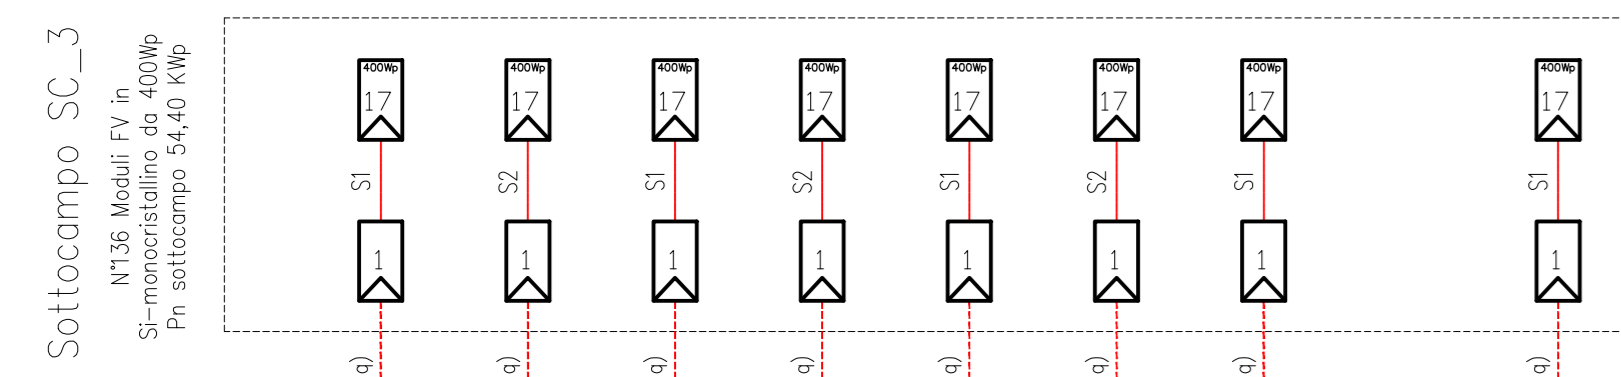 Sottocampo SC_3
N°136 Moduli FV in
Si-monocristallino da 400Wp
Pn sottocampo 54,40 KWp
400Wp 400Wp 400Wp 400Wp 400Wp 400Wp 400Wp 400Wp
17 17 17 17 17 17 17 17
S1 S2 S1 S2 S1 S2 S1 S1
1 1 1 1 1 1 1 1
q) q) q) q) q) q) q) q)